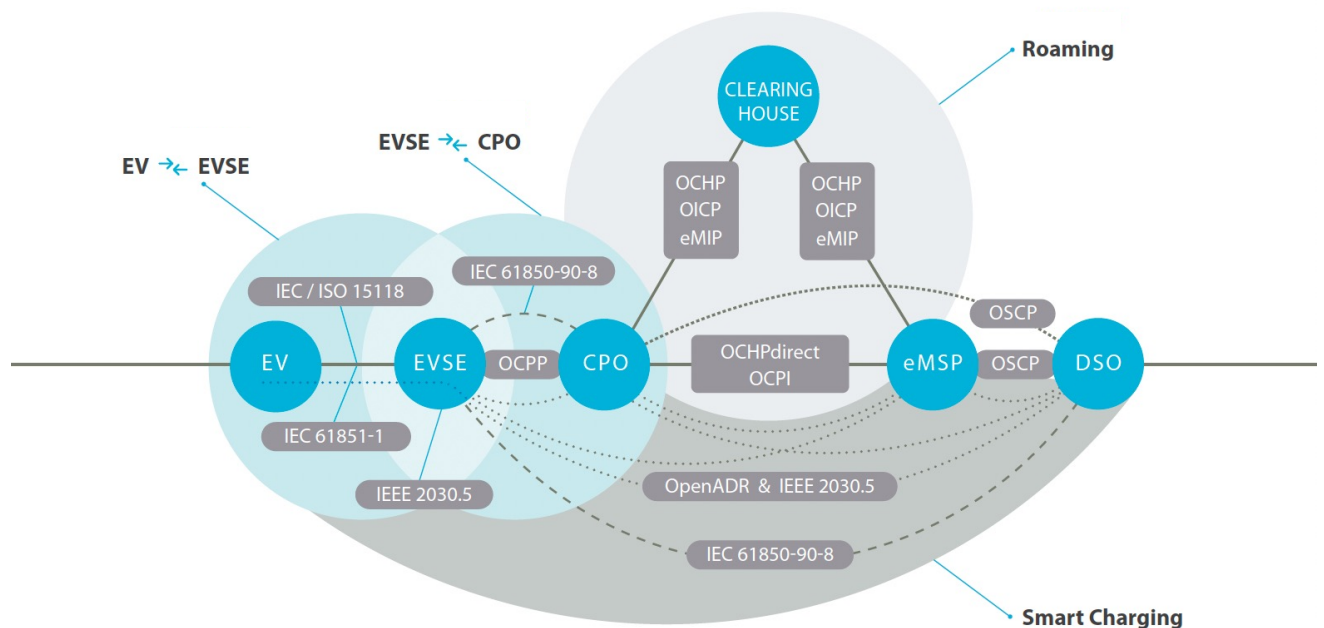 Roaming
CLEARING
HOUSE
EVSE CPO
EV EVSE
OCHP
OICP
eMIP
OCHP
OICP
eMIP
IEC 61850-90-8
IEC / ISO 15118
OSCP
EV
EVSE
OCPP
CPO
OCHPdirect
OCPI
eMSP
OSCP
DSO
IEC 61851-1
IEEE 2030.5
OpenADR & IEEE 2030.5
IEC 61850-90-8
Smart Charging